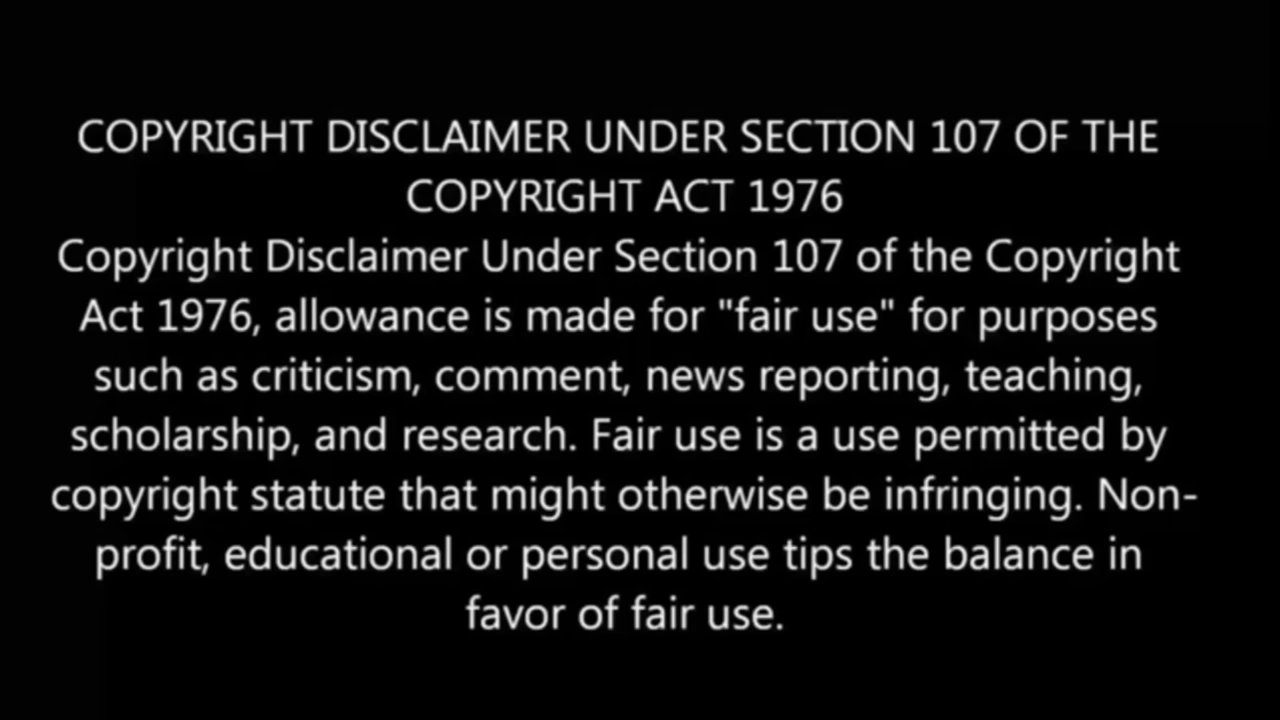 COPYRIGHT DISCLAIMER UNDER SECTION 107 OF THE
COPYRIGHT ACT 1976
Copyright Disclaimer Under Section 107 of the Copyright
Act 1976, allowance is made for "fair use" for purposes
such as criticism, comment, news reporting, teaching,
scholarship, and research. Fair use is a use permitted by
copyright statute that might otherwise be infringing. Non-
profit, educational or personal use tips the balance in
favor of fair use.